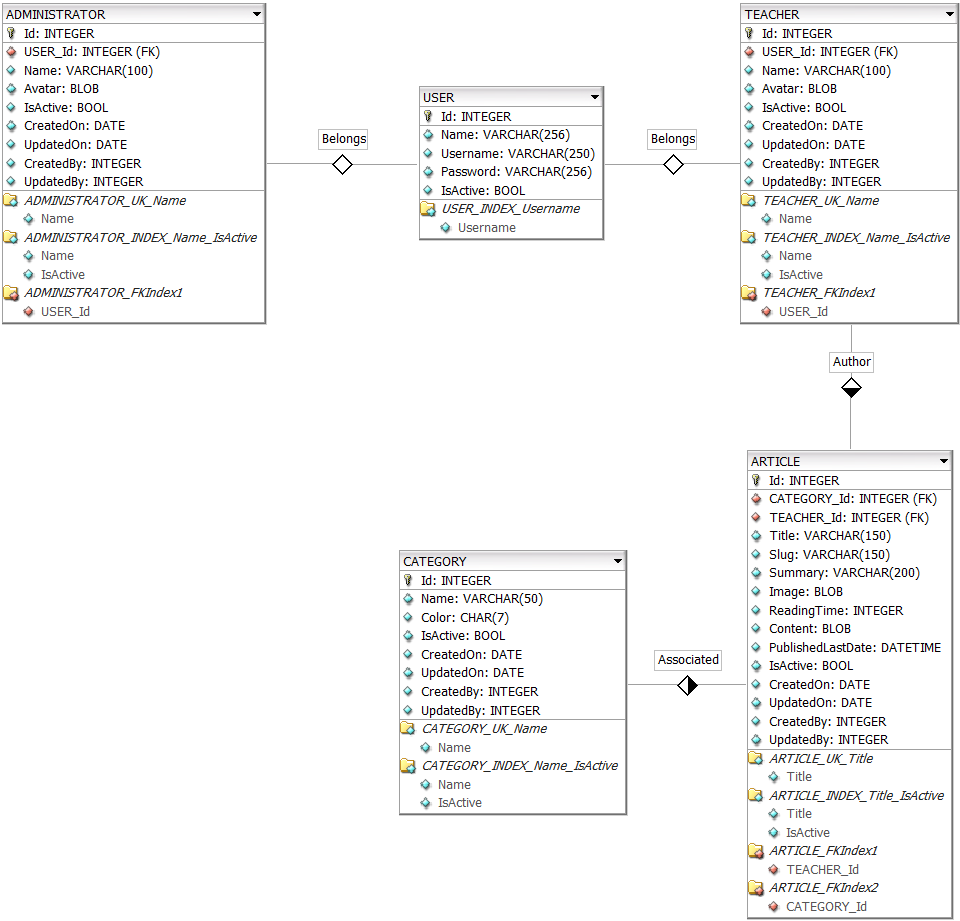 ADMINISTRATOR
Id: INTEGER
USER_Id: INTEGER (FK)
Name: VARCHAR(100)
Avatar: BLOB
IsActive: BOOL
CreatedOn: DATE
UpdatedOn: DATE
CreatedBy: INTEGER
UpdatedBy: INTEGER
ADMINISTRATOR_UK_Name
Name
ADMINISTRATOR_INDEX_Name_IsActive
Name
IsActive
ADMINISTRATOR_FKIndex1
USER_Id
Belongs
USER
Id: INTEGER
Name: VARCHAR(256)
Username: VARCHAR(250)
Password: VARCHAR(256)
IsActive: BOOL
USER_INDEX_Username
Username
Belongs
TEACHER
Id: INTEGER
USER_Id: INTEGER (FK)
Name: VARCHAR(100)
Avatar: BLOB
IsActive: BOOL
CreatedOn: DATE
UpdatedOn: DATE
CreatedBy: INTEGER
UpdatedBy: INTEGER
TEACHER_UK_Name
Name
TEACHER_INDEX_Name_IsActive
Name
IsActive
TEACHER_FKIndex1
USER_Id
Author
CATEGORY
Id: INTEGER
Name: VARCHAR(50)
Color: CHAR(7)
IsActive: BOOL
CreatedOn: DATE
UpdatedOn: DATE
CreatedBy: INTEGER
UpdatedBy: INTEGER
CATEGORY_UK_Name
Name
CATEGORY_INDEX_Name_IsActive
Name
IsActive
Associated
ARTICLE
Id: INTEGER
CATEGORY_Id: INTEGER (FK)
TEACHER_Id: INTEGER (FK)
Title: VARCHAR(150)
Slug: VARCHAR(150)
Summary: VARCHAR(200)
Image: BLOB
ReadingTime: INTEGER
Content: BLOB
PublishedLastDate: DATETIME
IsActive: BOOL
CreatedOn: DATE
UpdatedOn: DATE
CreatedBy: INTEGER
UpdatedBy: INTEGER
ARTICLE_UK_Title
Title
ARTICLE_INDEX_Title_IsActive
Title
IsActive
ARTICLE_FKIndex1
TEACHER_Id
ARTICLE_FKIndex2
CATEGORY_Id